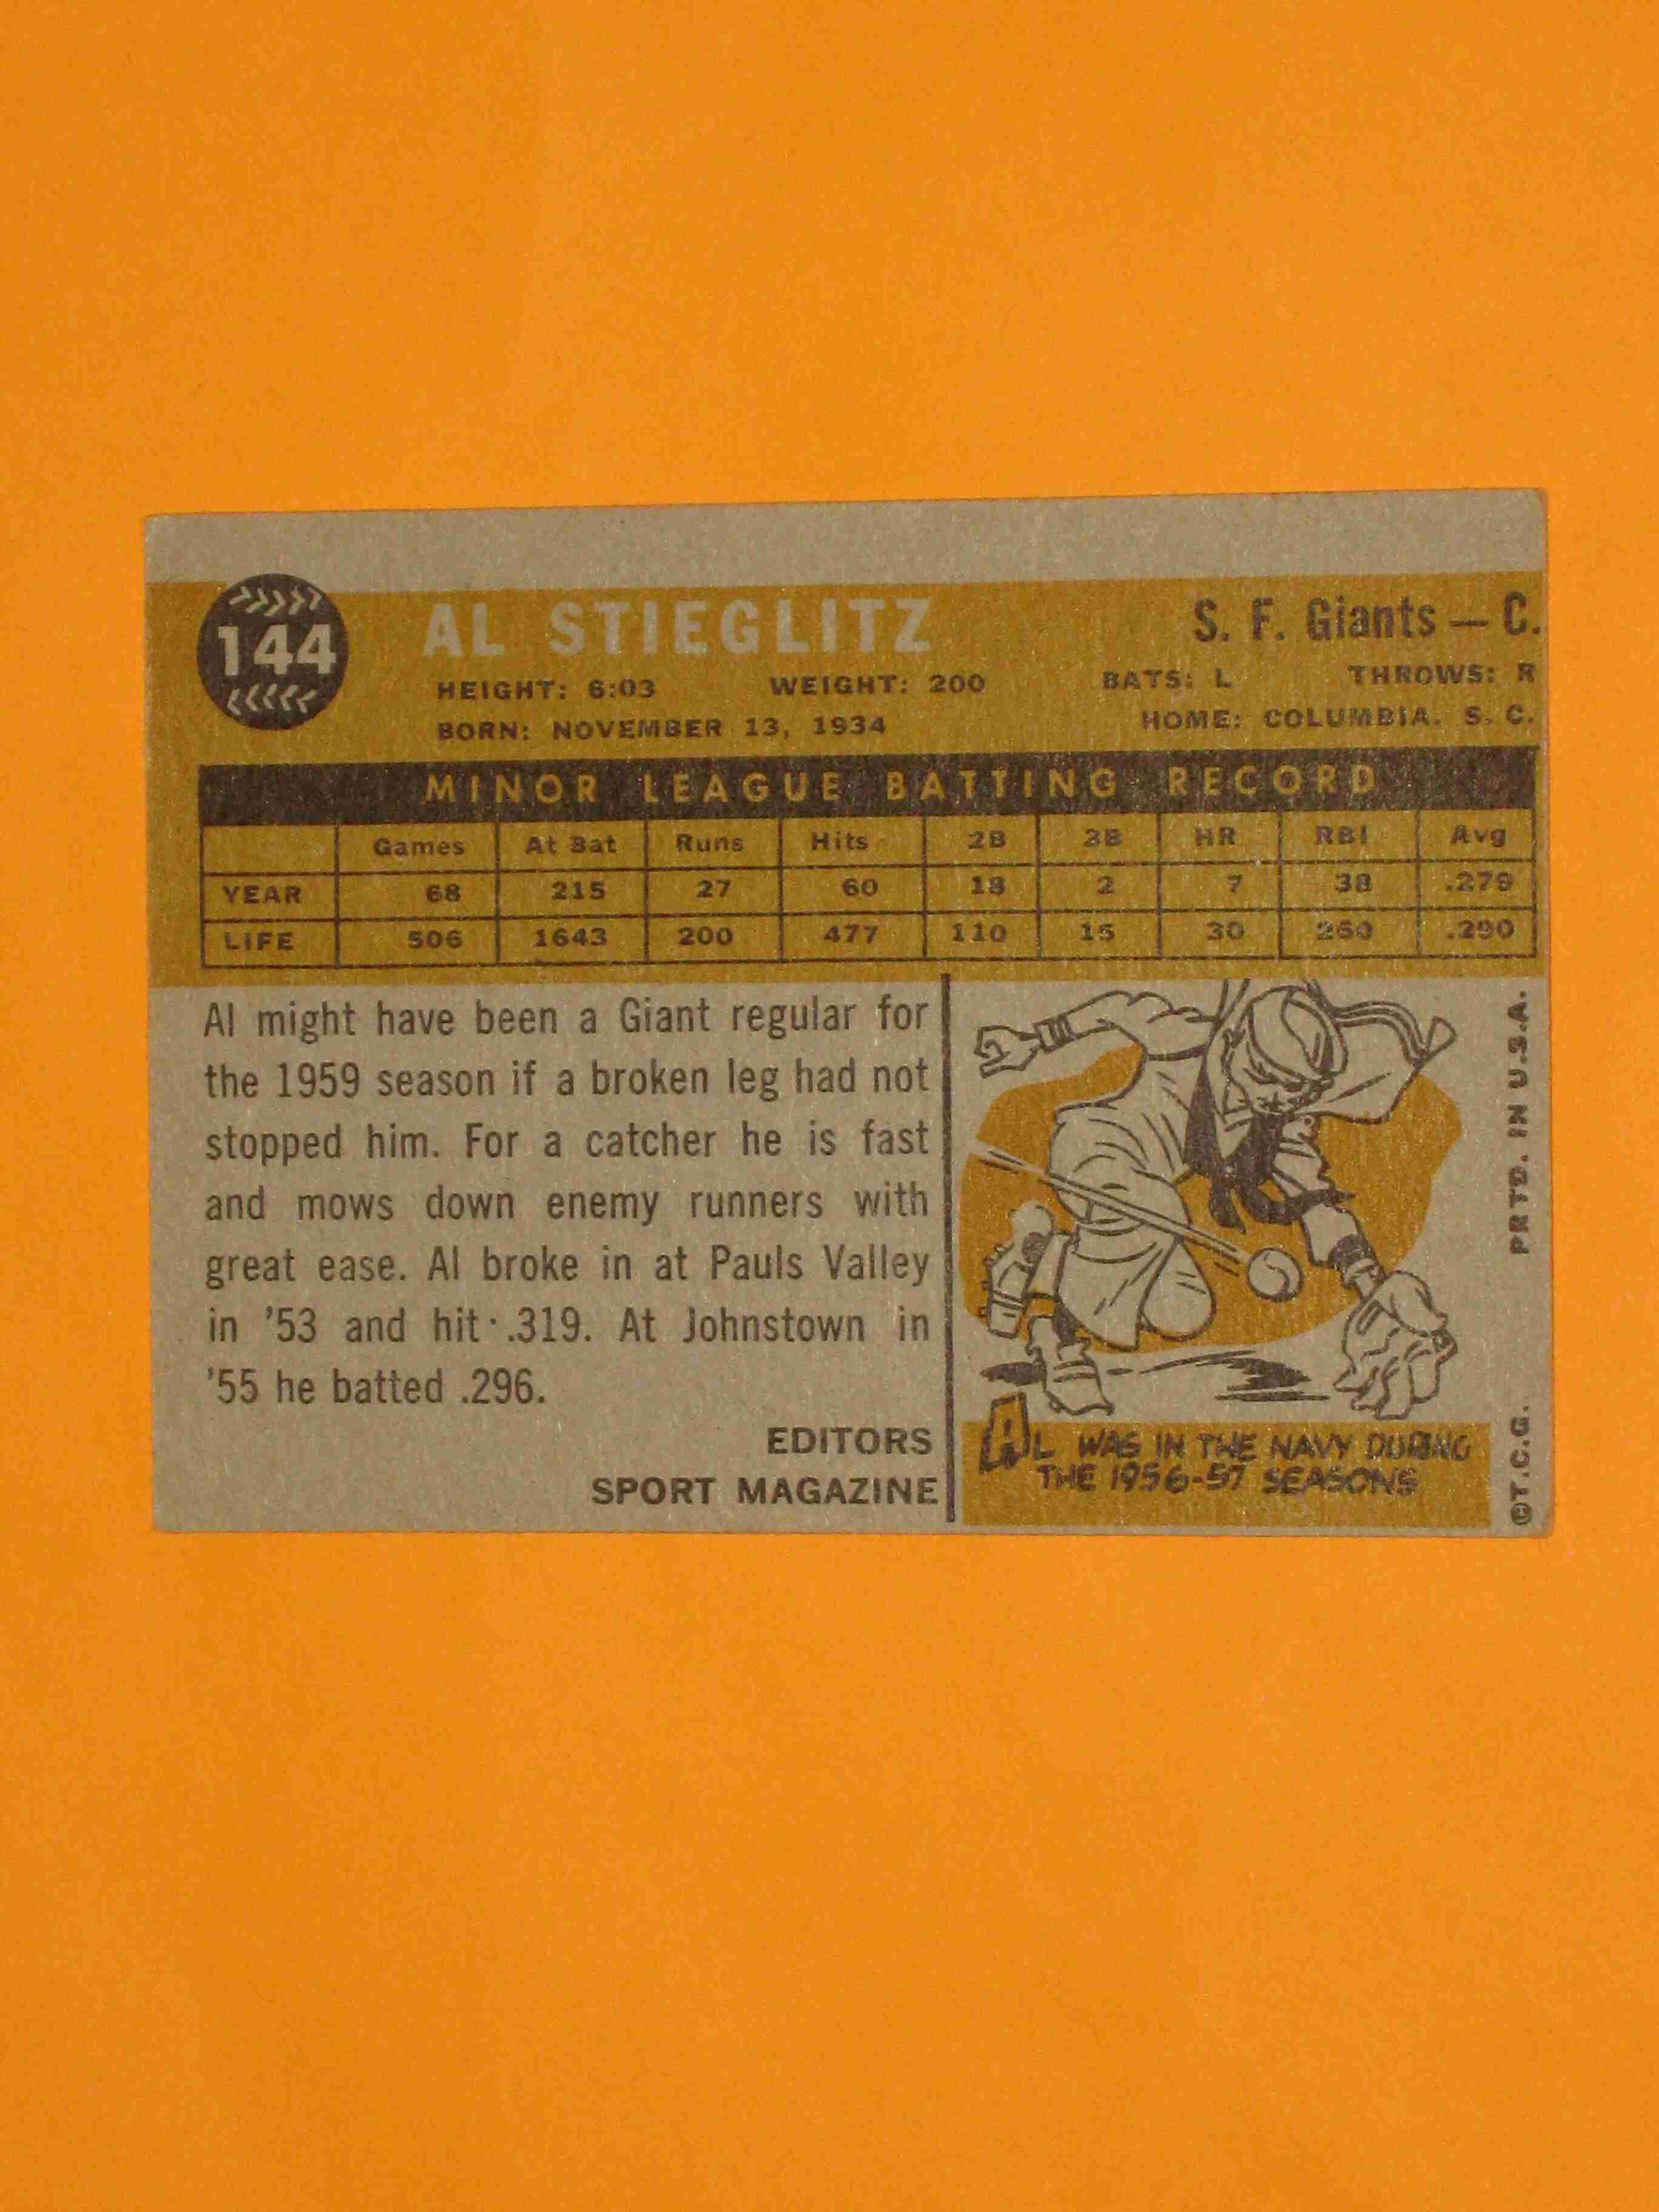 144
AL STIEGLITZ
S. F. Giants — C.
HEIGHT: 6:03 WEIGHT: 200 BATS: L THROWS: R
BORN: NOVEMBER 13, 1934 HOME: COLUMBIA. S. C.
MINOR LEAGUE BATTING RECORD
Games At Bat Runs Hits 2B 3B HR RBI Avg
YEAR 68 215 27 60 18 2 7 38 .279
LIFE 506 1643 200 477 110 15 30 260 .290
Al might have been a Giant regular for
the 1959 season if a broken leg had not
stopped him. For a catcher he is fast
and mows down enemy runners with
great ease. Al broke in at Pauls Valley
in '53 and hit .319. At Johnstown in
'55 he batted .296.
EDITORS
SPORT MAGAZINE
AL WAS IN THE NAVY DURING
THE 1956-57 SEASONS
©T.C.G. PRTD. IN U.S.A.